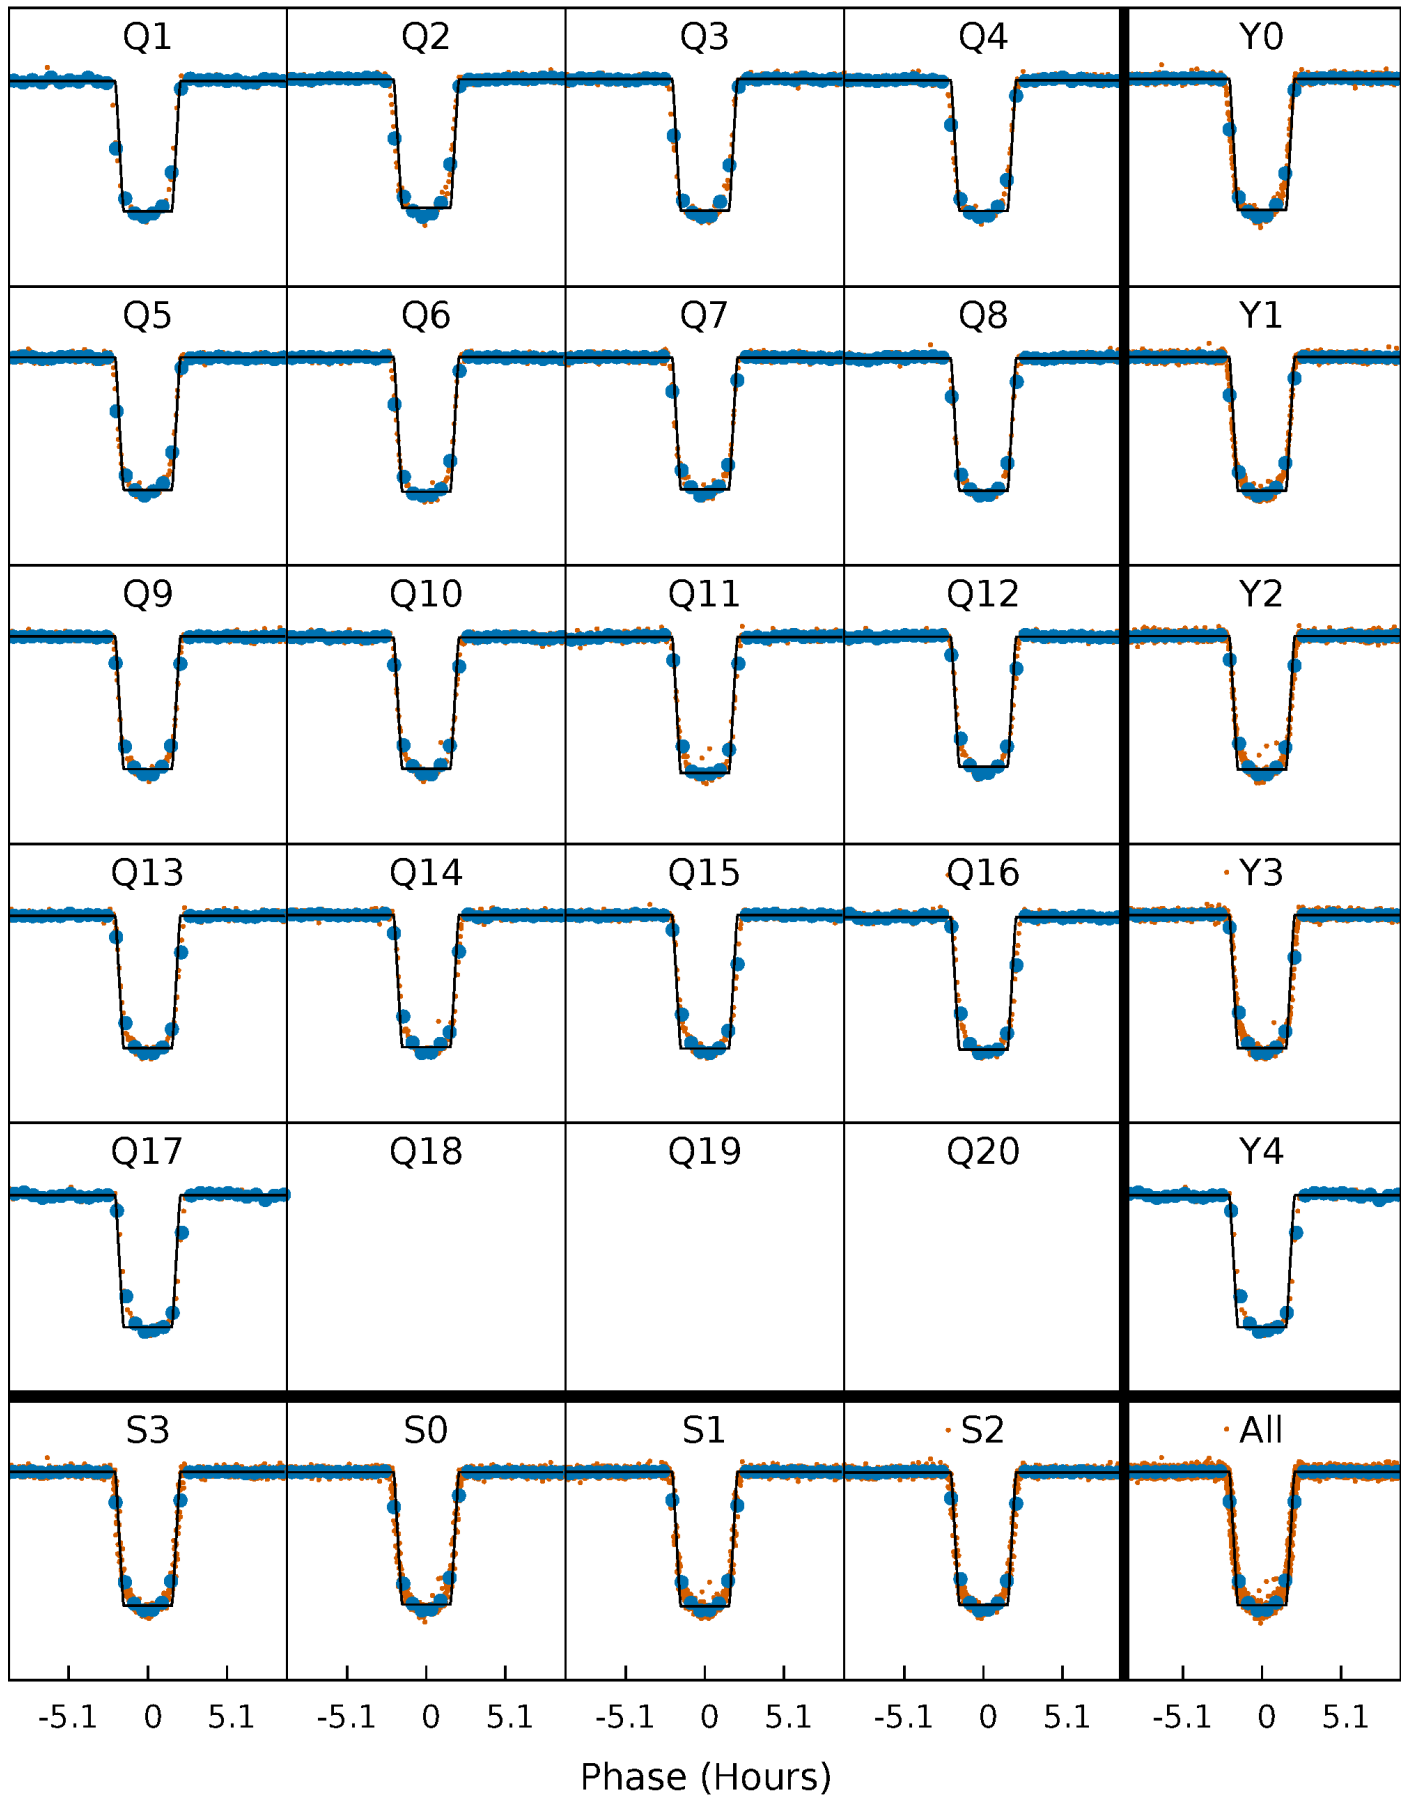 Q1 Q2 Q3 Q4 Y0
Q5 Q6 Q7 Q8 Y1
Q9 Q10 Q11 Q12 Y2
Q13 Q14 Q15 Q16 Y3
Q17 Q18 Q19 Q20 Y4
S3 S0 S1 S2 All
-5.1 0 5.1 -5.1 0 5.1 -5.1 0 5.1 -5.1 0 5.1 -5.1 0 5.1
Phase (Hours)